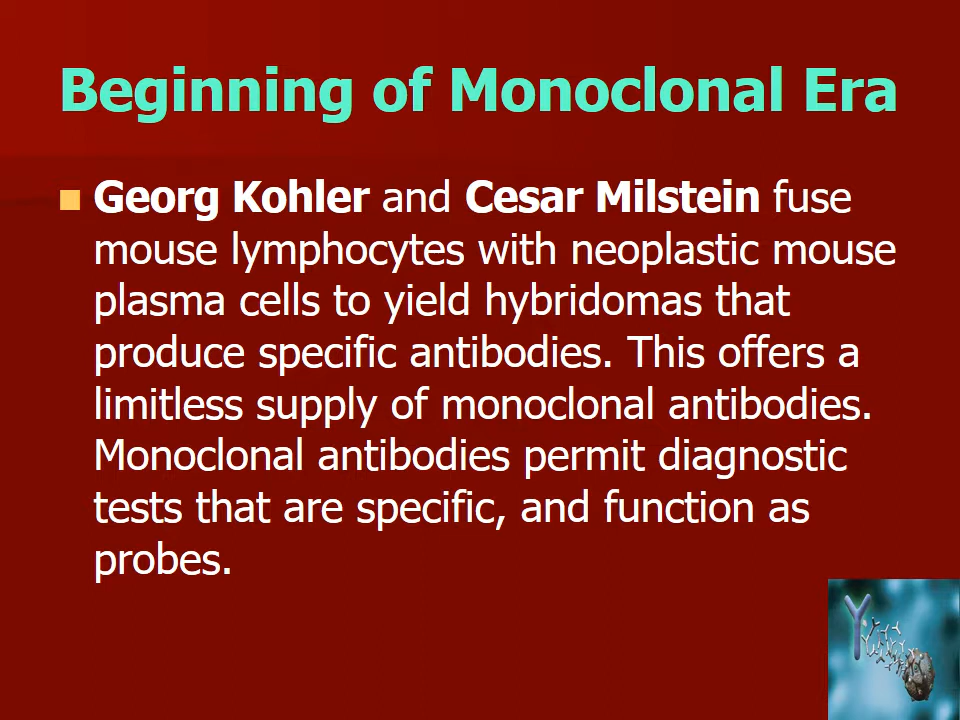 Beginning of Monoclonal Era
Georg Kohler and Cesar Milstein fuse
mouse lymphocytes with neoplastic mouse
plasma cells to yield hybridomas that
produce specific antibodies. This offers a
limitless supply of monoclonal antibodies.
Monoclonal antibodies permit diagnostic
tests that are specific, and function as
probes.